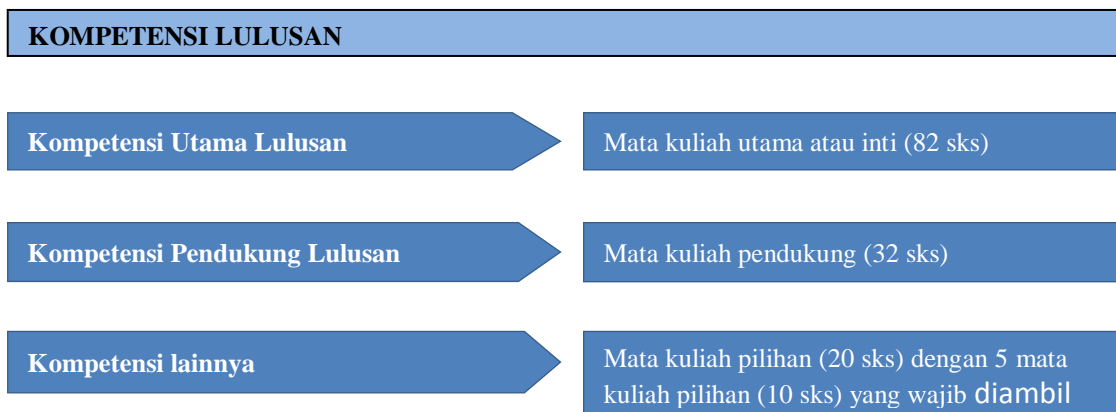 KOMPETENSI LULUSAN
Kompetensi Utama Lulusan
Mata kuliah utama atau inti (82 sks)
Kompetensi Pendukung Lulusan
Mata kuliah pendukung (32 sks)
Kompetensi lainnya
Mata kuliah pilihan (20 sks) dengan 5 mata
kuliah pilihan (10 sks) yang wajib diambil